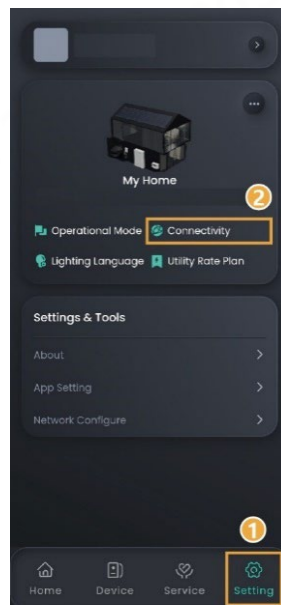 My Home
2
Operational Mode Connectivity
Lighting Language Utility Rate Plan
Settings & Tools
About
App Setting
Network Configure
1
Home Device Service Setting